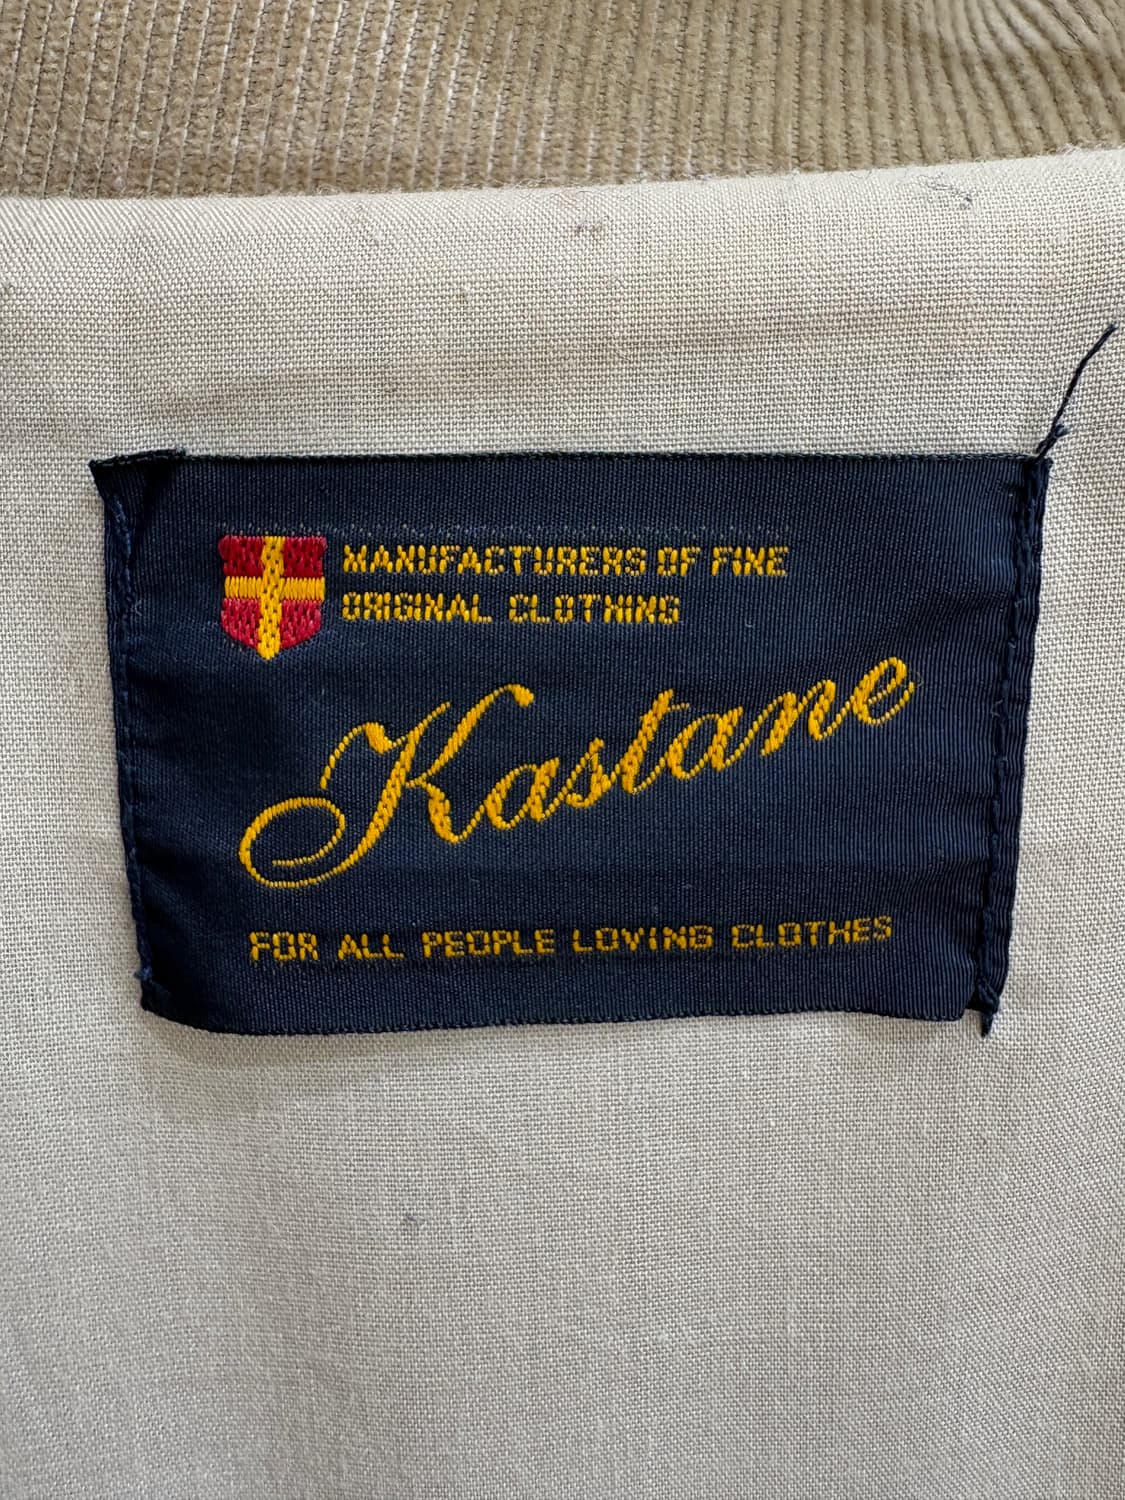 MANUFACTURERS OF FINE
ORIGINAL CLOTHING
Kastane
FOR ALL PEOPLE LOVING CLOTHES